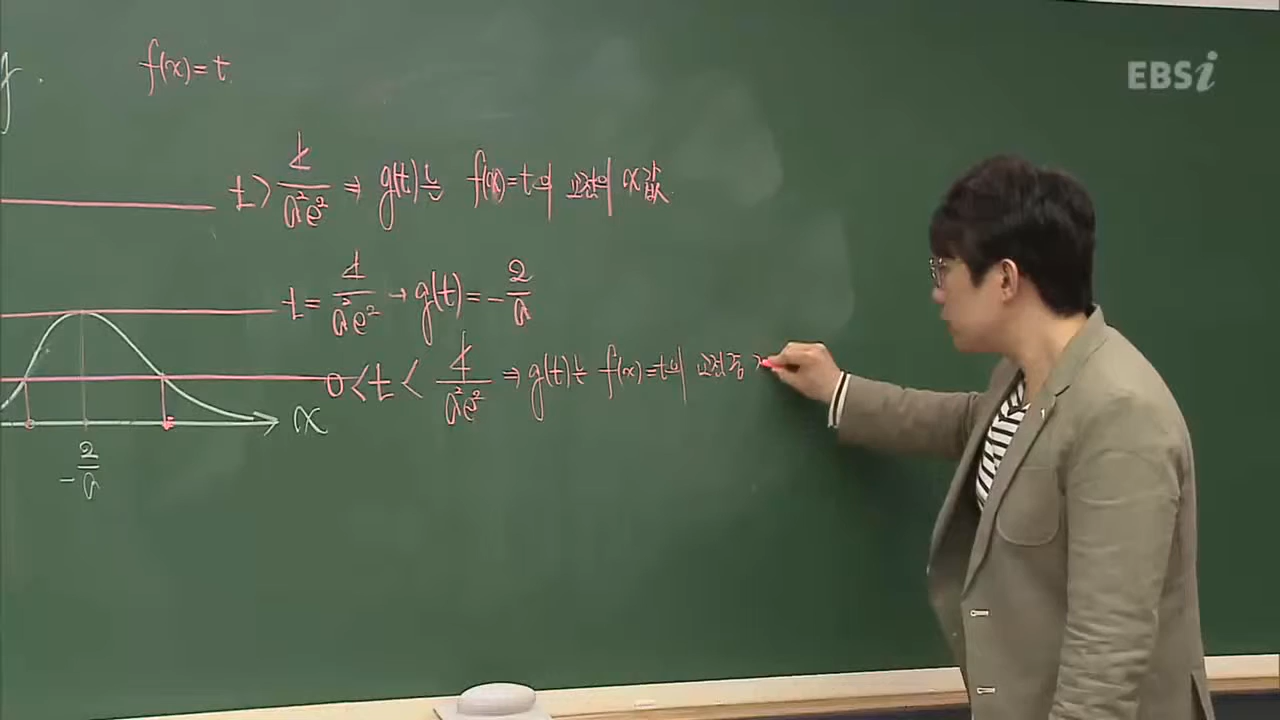 EBSi
f(x)=t
t > 4/(a²e²) ⇒ g(t)는 f(x)=t의 교점의 x값.
t = 4/(a²e²) → g(t) = -2/a
0 < t < 4/(a²e²) ⇒ g(t)는 f(x)=t의 교점 중
x
-2/a